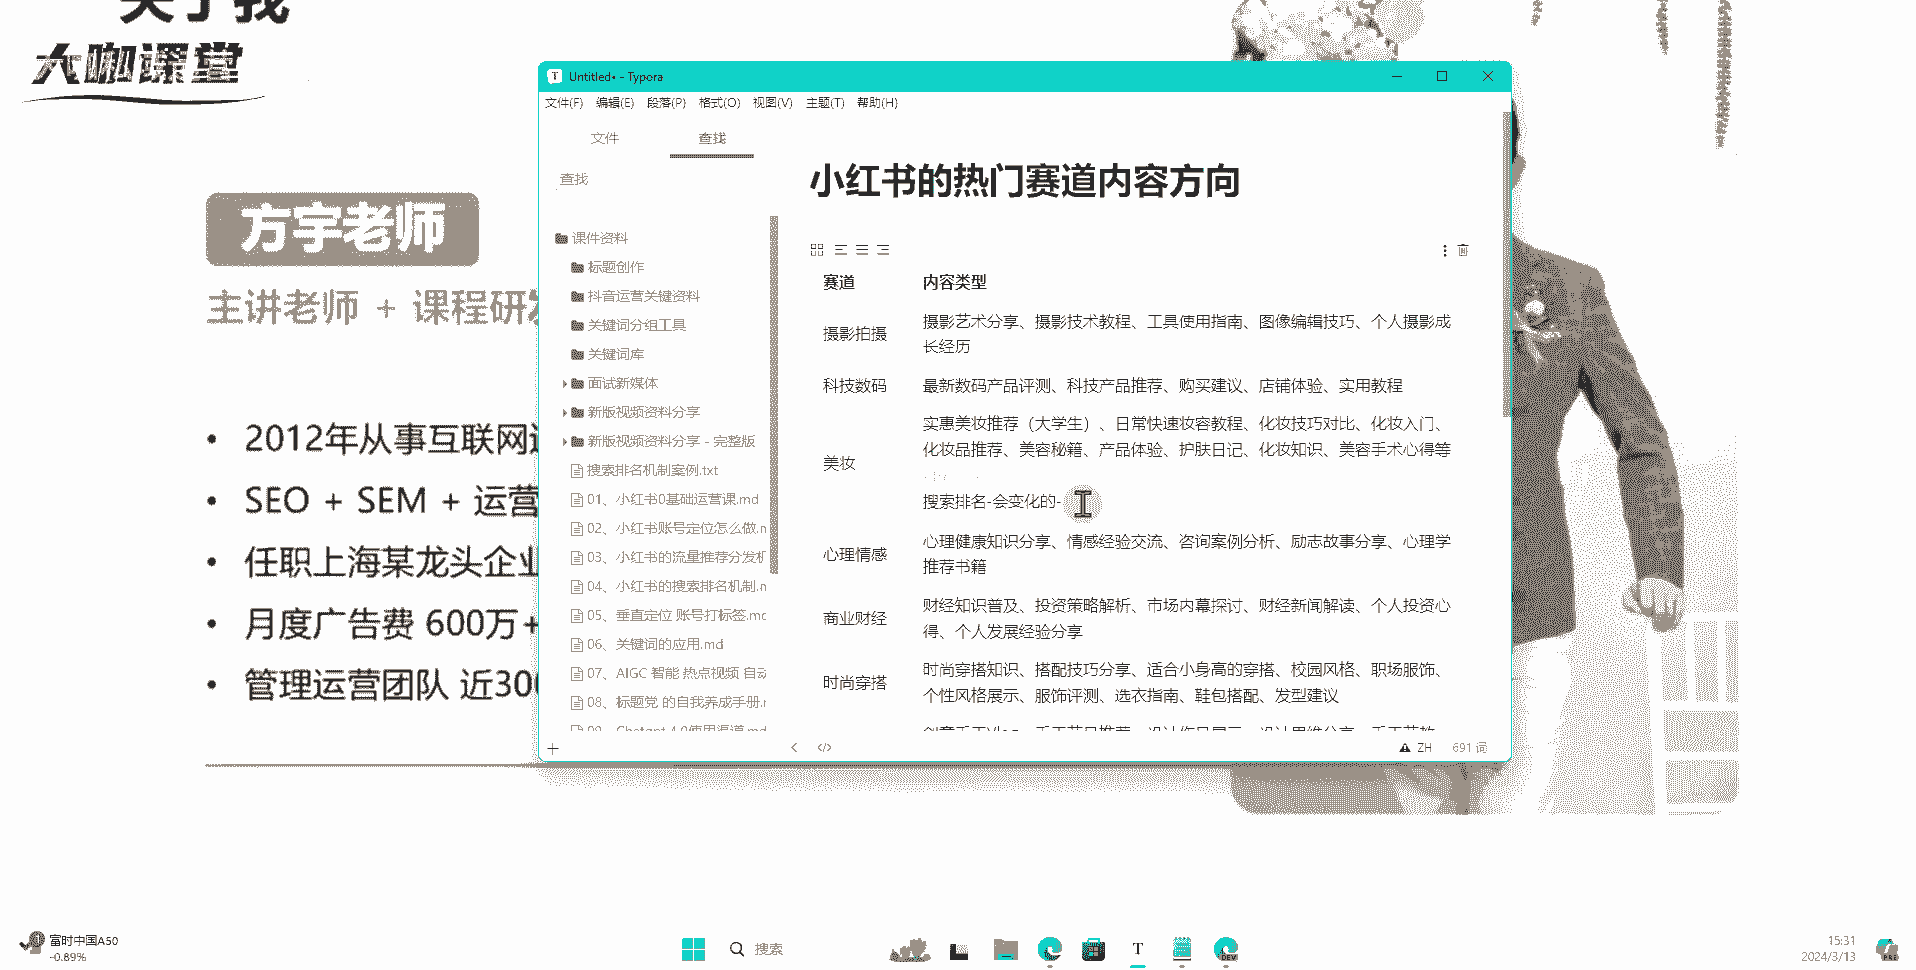 关于我
大咖课堂
方宇老师
主讲老师 + 课程研发
2012年从事互联网
SEO + SEM + 运营
任职上海某龙头企业
月度广告费 600万+
管理运营团队 近300
Untitled• - Typora
文件(F) 编辑(E) 段落(P) 格式(O) 视图(V) 主题(T) 帮助(H)
文件 查找
查找
课件资料
标题创作
抖音运营关键资料
关键词分组工具
关键词库
面试新媒体
新版视频资料分享
新版视频资料分享 - 完整版
搜索排名机制案例.txt
01、小红书0基础运营课.md
02、小红书账号定位怎么做.m
03、小红书的流量推荐分发机
04、小红书的搜索排名机制.m
05、垂直定位 账号打标签.mc
06、关键词的应用.md
07、AIGC 智能 热点视频 自动
08、标题党 的自我养成手册.m
09、Chatgpt 4.0使用渠道.md
小红书的热门赛道内容方向
赛道 内容类型
摄影拍摄
摄影艺术分享、摄影技术教程、工具使用指南、图像编辑技巧、个人摄影成
长经历
科技数码
最新数码产品评测、科技产品推荐、购买建议、店铺体验、实用教程
美妆
实惠美妆推荐（大学生）、日常快速妆容教程、化妆技巧对比、化妆入门、
化妆品推荐、美容秘籍、产品体验、护肤日记、化妆知识、美容手术心得等
搜索排名-会变化的-
心理情感
心理健康知识分享、情感经验交流、咨询案例分析、励志故事分享、心理学
推荐书籍
商业财经
财经知识普及、投资策略解析、市场内幕探讨、财经新闻解读、个人投资心
得、个人发展经验分享
时尚穿搭
时尚穿搭知识、搭配技巧分享、适合小身高的穿搭、校园风格、职场服饰、
个性风格展示、服饰评测、选衣指南、鞋包搭配、发型建议
ZH 691 词
富时中国A50
-0.89%
搜索
15:31
2024/3/13